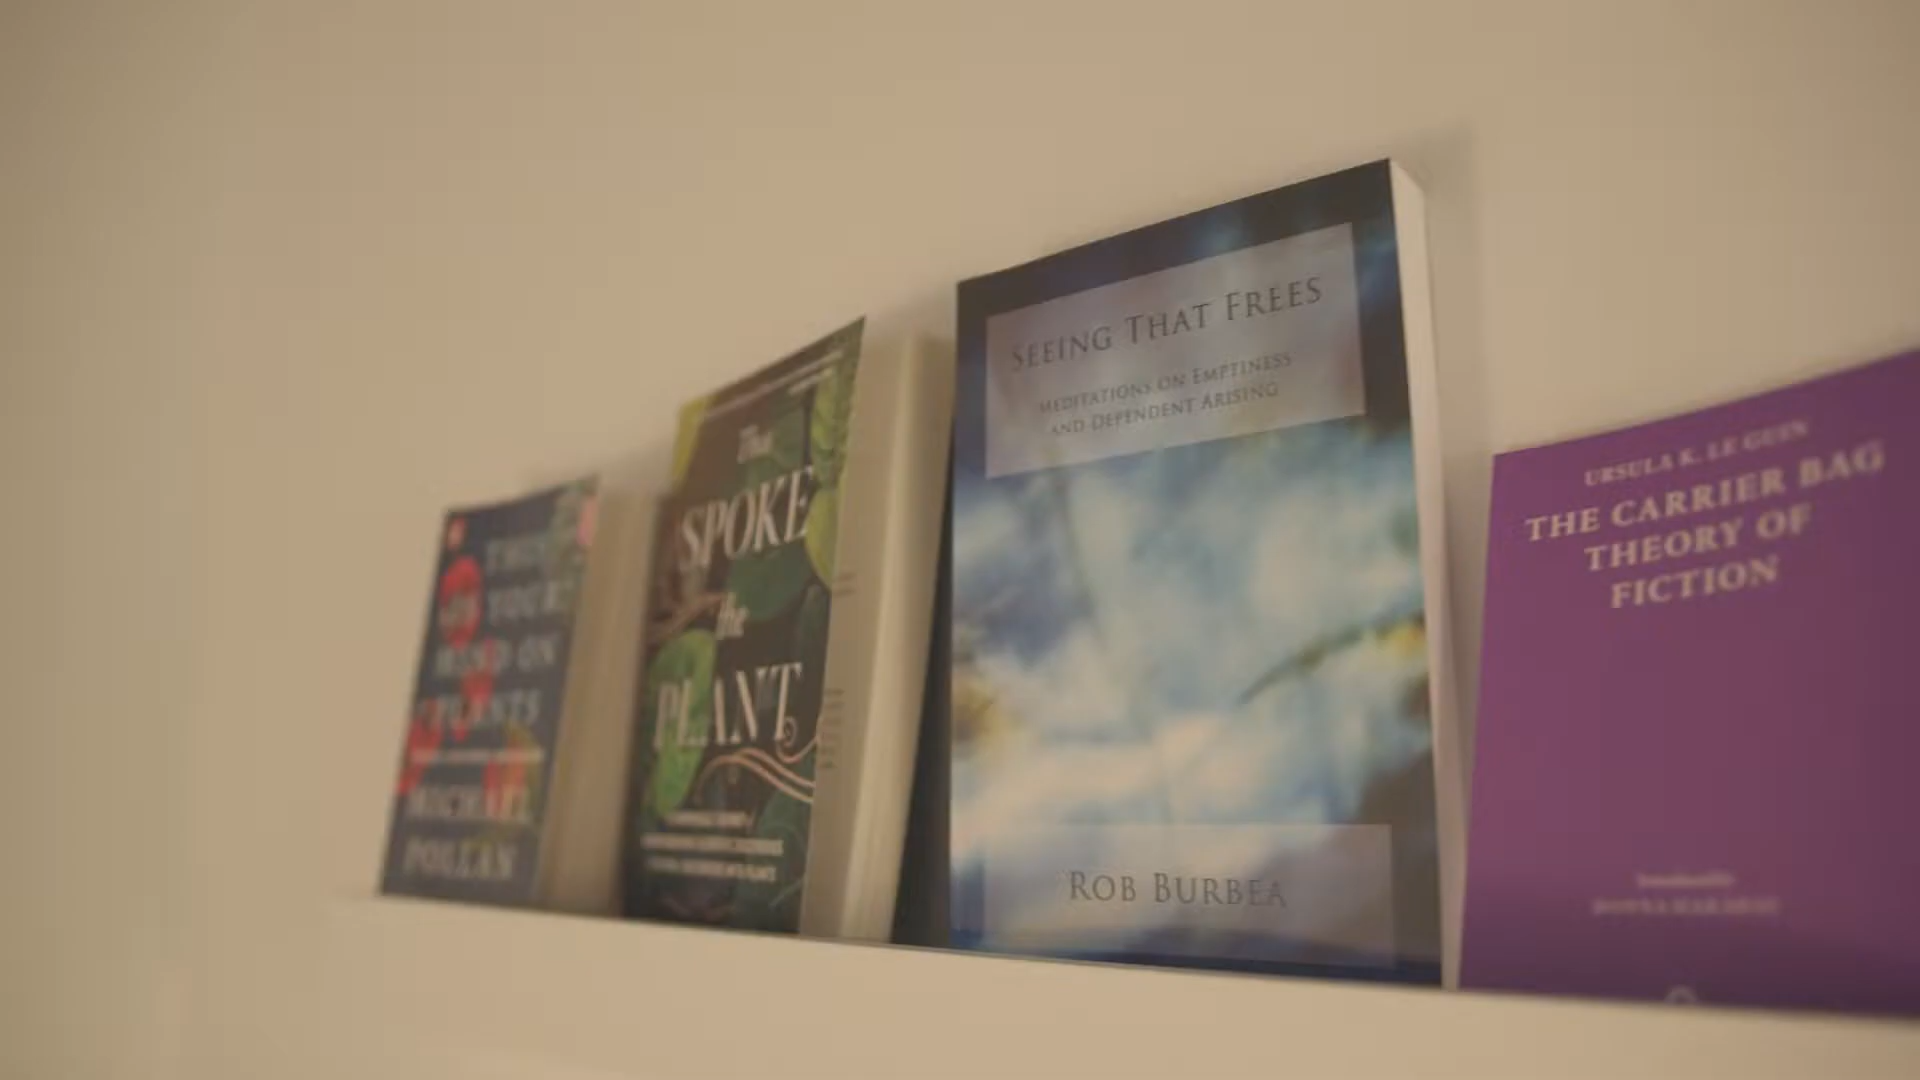 THIS
IS YOUR
MIND ON
PLANTS
MICHAEL
POLLAN
Thus
SPOKE
the
PLANT
SEEING THAT FREES
MEDITATIONS ON EMPTINESS
AND DEPENDENT ARISING
ROB BURBEA
URSULA K. LE GUIN
THE CARRIER BAG
THEORY OF
FICTION